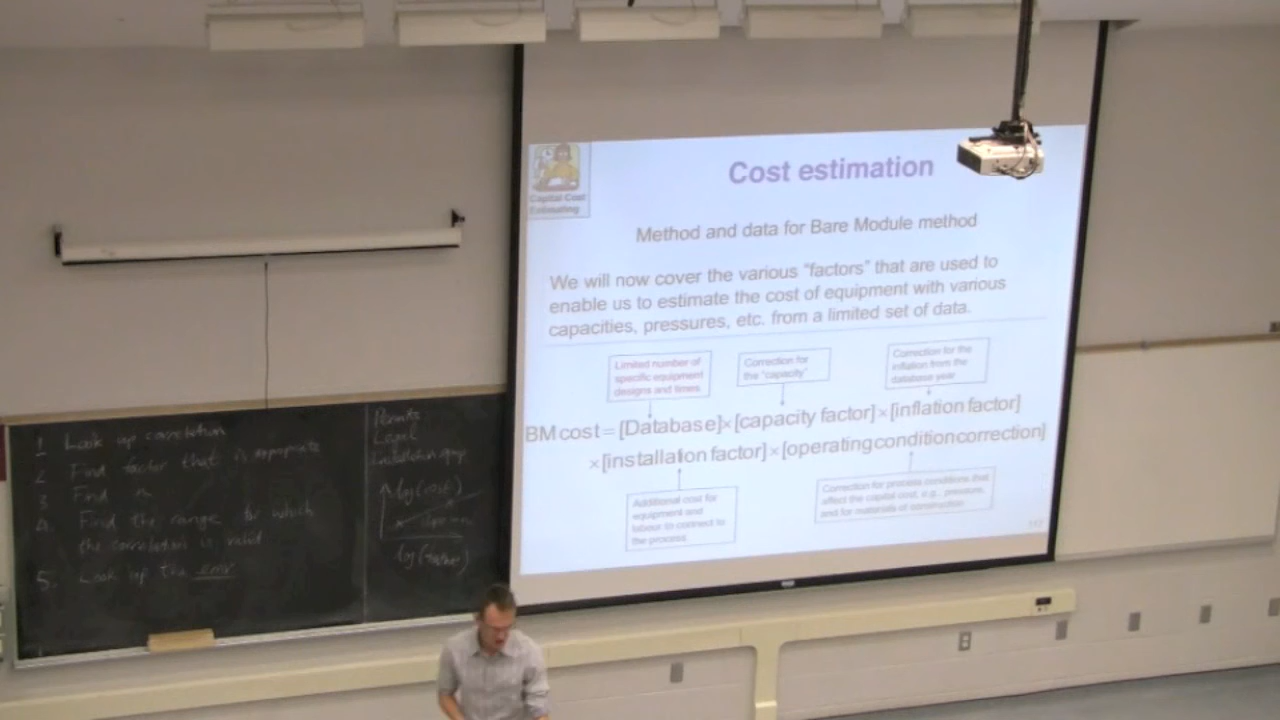 1 Look up correlation
2 Find factor that is appropriate
3 Find n
4. Find the range for which
the correlation is valid
5. Look up the error
Permits
Legal
log(cost)
log(factor)
Capital Cost
Estimating
Cost estimation
Method and data for Bare Module method
We will now cover the various “factors” that are used to
enable us to estimate the cost of equipment with various
capacities, pressures, etc. from a limited set of data.
Limited number of
specific equipment
designs and times
Correction for
the “capacity”
Correction for the
inflation from the
database year
BM cost = [Database]×[capacity factor]×[inflation factor]
×[installation factor]×[operating condition correction]
Additional cost for
equipment and
labour to connect to
the process
Correction for process conditions that
affect the capital cost, e.g., pressure,
and for materials of construction